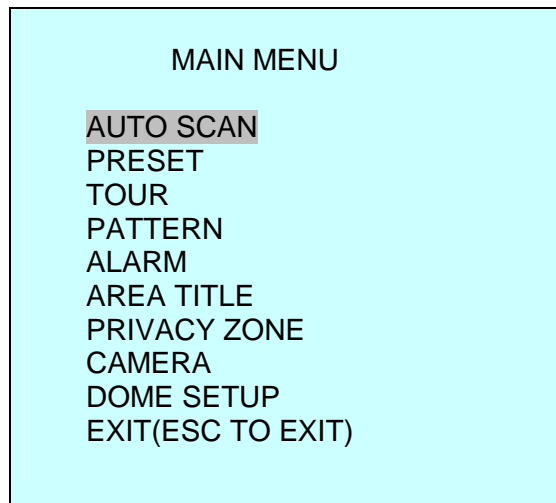 MAIN MENU
AUTO SCAN
PRESET
TOUR
PATTERN
ALARM
AREA TITLE
PRIVACY ZONE
CAMERA
DOME SETUP
EXIT(ESC TO EXIT)